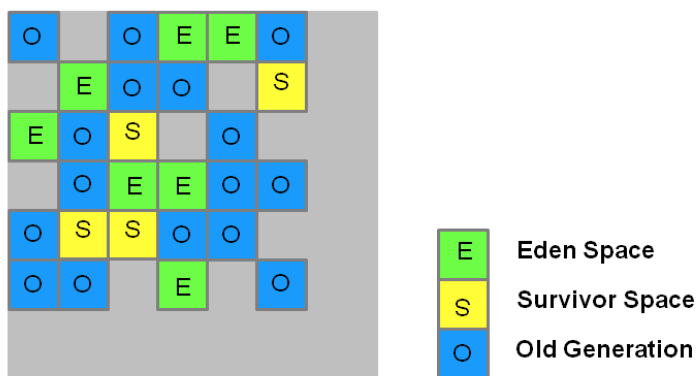 O O E E O
E O O S
E O S O
O E E O O
O S S O O
O O E O
E Eden Space
S Survivor Space
O Old Generation